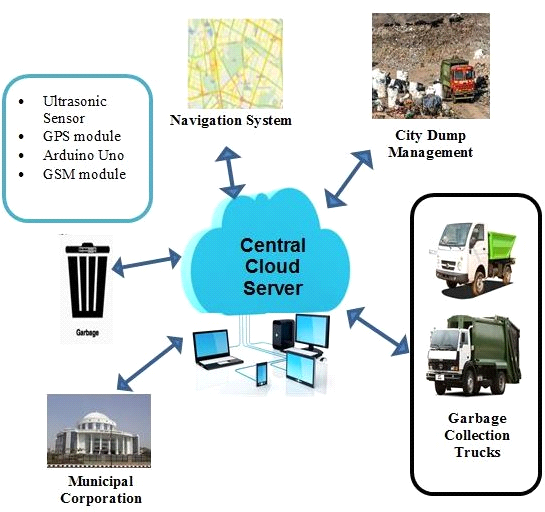 • Ultrasonic
Sensor
• GPS module
• Arduino Uno
• GSM module
Navigation System
City Dump
Management
Central
Cloud
Server
Garbage
Garbage
Collection
Trucks
Municipal
Corporation